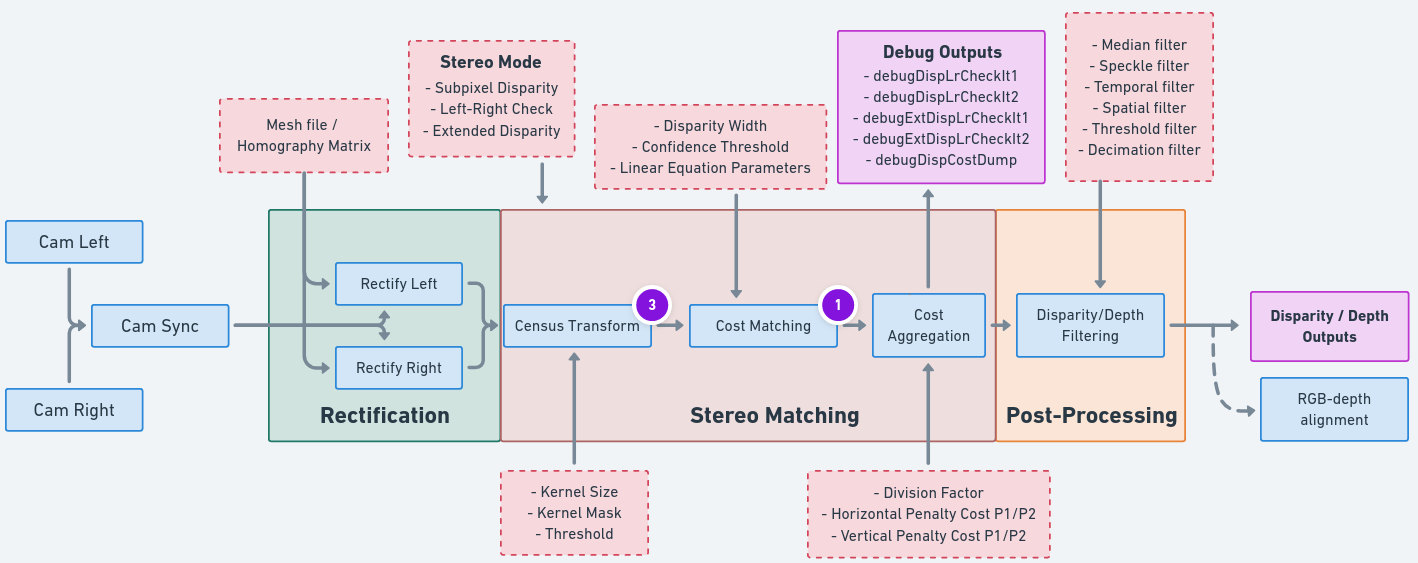 Mesh file /
Homography Matrix
Stereo Mode
- Subpixel Disparity
- Left-Right Check
- Extended Disparity
- Disparity Width
- Confidence Threshold
- Linear Equation Parameters
Debug Outputs
- debugDispLrCheckIt1
- debugDispLrCheckIt2
- debugExtDispLrCheckIt1
- debugExtDispLrCheckIt2
- debugDispCostDump
- Median filter
- Speckle filter
- Temporal filter
- Spatial filter
- Threshold filter
- Decimation filter
Cam Left
Cam Sync
Cam Right
Rectify Left
Rectify Right
Rectification
Census Transform
3
Cost Matching
1
Cost
Aggregation
Stereo Matching
Disparity/Depth
Filtering
Post-Processing
Disparity / Depth
Outputs
RGB-depth
alignment
- Kernel Size
- Kernel Mask
- Threshold
- Division Factor
- Horizontal Penalty Cost P1/P2
- Vertical Penalty Cost P1/P2